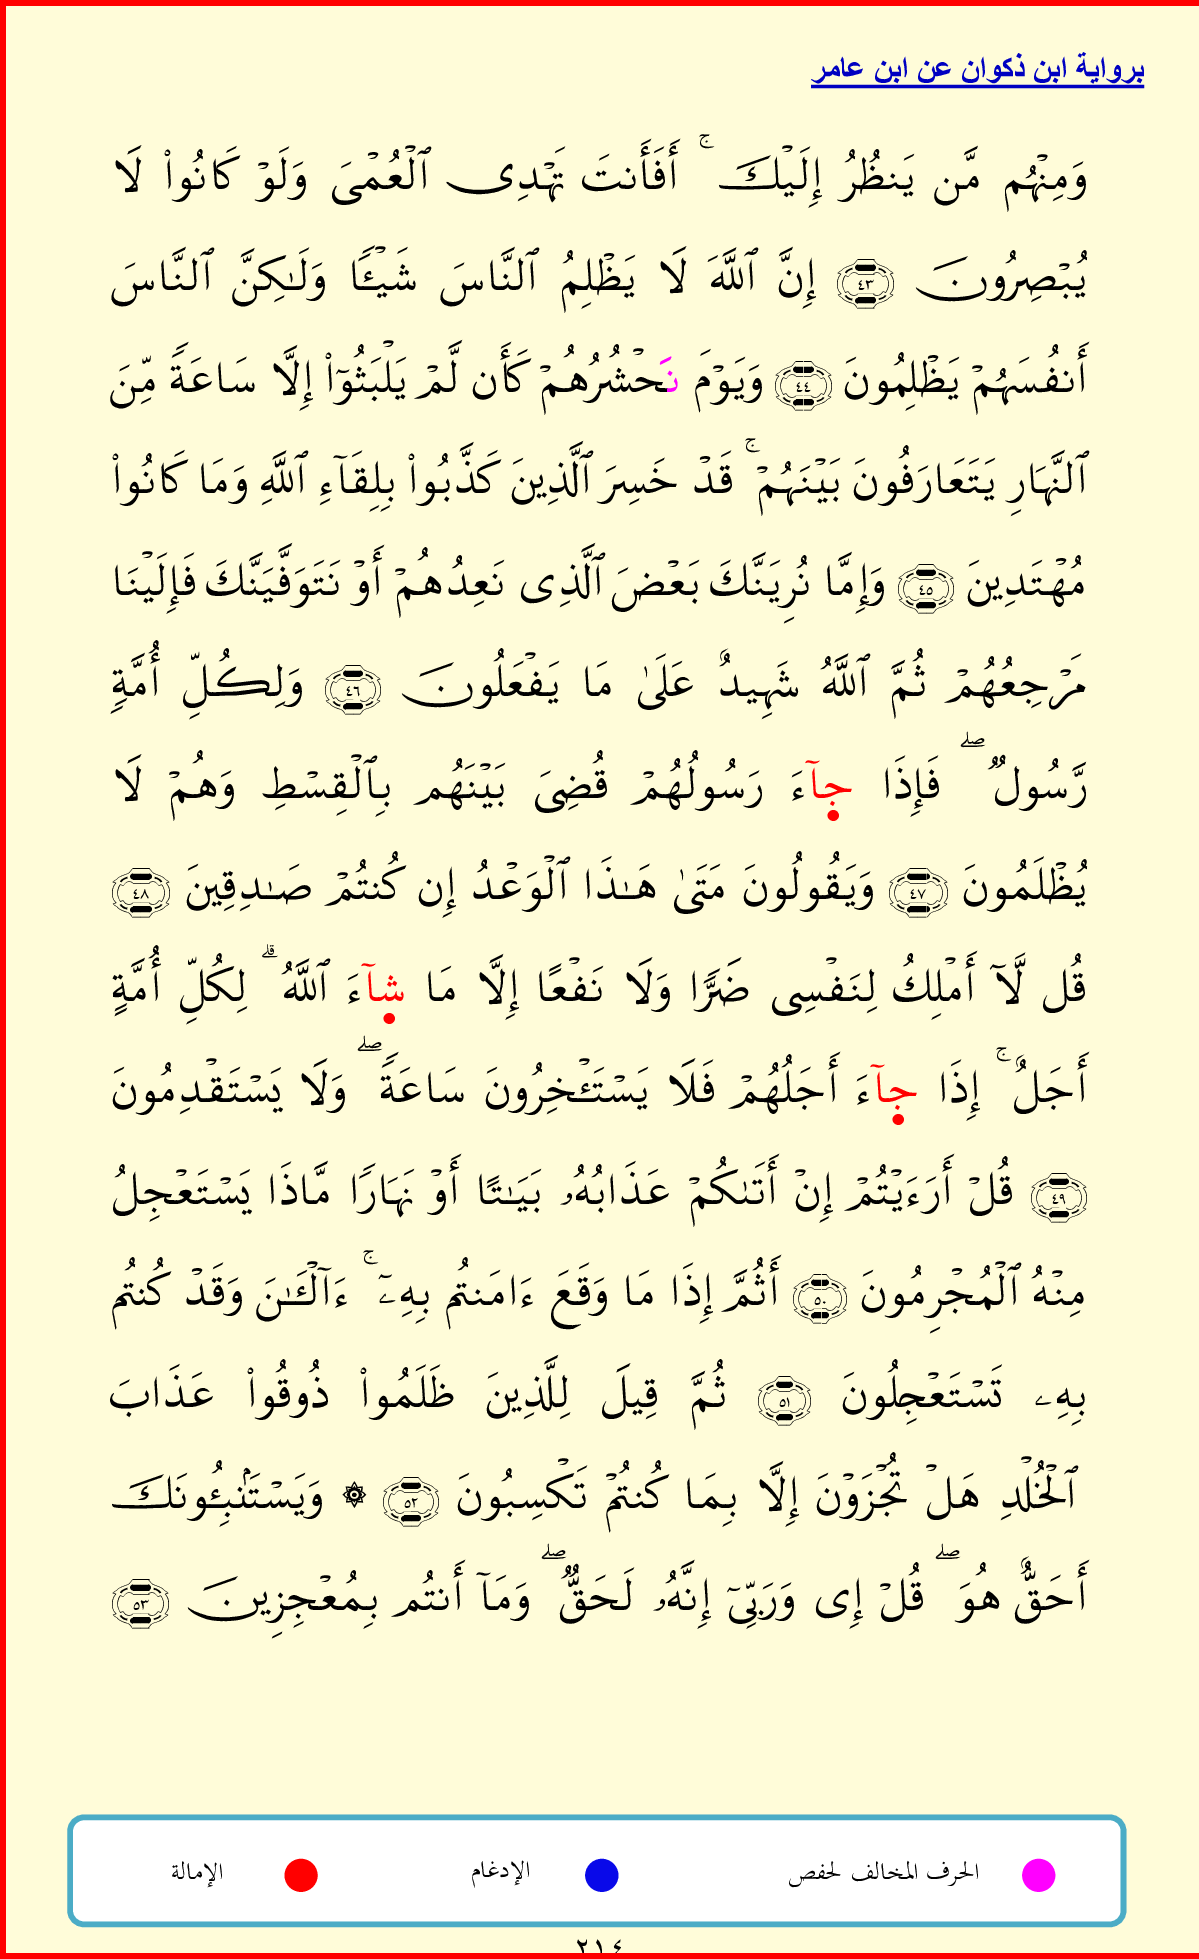 برواية ابن ذكوان عن ابن عامر
وَمِنْهُم مَّن يَنظُرُ إِلَيْكَ ۚ أَفَأَنتَ تَهْدِى ٱلْعُمْىَ وَلَوْ كَانُوا۟ لَا
يُبْصِرُونَ ٤٣ إِنَّ ٱللَّهَ لَا يَظْلِمُ ٱلنَّاسَ شَيْـًٔا وَلَـٰكِنَّ ٱلنَّاسَ
أَنفُسَهُمْ يَظْلِمُونَ ٤٤ وَيَوْمَ نَحْشُرُهُمْ كَأَن لَّمْ يَلْبَثُوٓا۟ إِلَّا سَاعَةً مِّنَ
ٱلنَّهَارِ يَتَعَارَفُونَ بَيْنَهُمْ ۚ قَدْ خَسِرَ ٱلَّذِينَ كَذَّبُوا۟ بِلِقَآءِ ٱللَّهِ وَمَا كَانُوا۟
مُهْتَدِينَ ٤٥ وَإِمَّا نُرِيَنَّكَ بَعْضَ ٱلَّذِى نَعِدُهُمْ أَوْ نَتَوَفَّيَنَّكَ فَإِلَيْنَا
مَرْجِعُهُمْ ثُمَّ ٱللَّهُ شَهِيدٌ عَلَىٰ مَا يَفْعَلُونَ ٤٦ وَلِكُلِّ أُمَّةٍ
رَّسُولٌ ۖ فَإِذَا جَآءَ رَسُولُهُمْ قُضِىَ بَيْنَهُم بِٱلْقِسْطِ وَهُمْ لَا
يُظْلَمُونَ ٤٧ وَيَقُولُونَ مَتَىٰ هَـٰذَا ٱلْوَعْدُ إِن كُنتُمْ صَـٰدِقِينَ ٤٨
قُل لَّآ أَمْلِكُ لِنَفْسِى ضَرًّا وَلَا نَفْعًا إِلَّا مَا شَآءَ ٱللَّهُ ۗ لِكُلِّ أُمَّةٍ
أَجَلٌ ۚ إِذَا جَآءَ أَجَلُهُمْ فَلَا يَسْتَـْٔخِرُونَ سَاعَةً ۖ وَلَا يَسْتَقْدِمُونَ
٤٩ قُلْ أَرَءَيْتُمْ إِنْ أَتَىٰكُمْ عَذَابُهُۥ بَيَـٰتًا أَوْ نَهَارًا مَّاذَا يَسْتَعْجِلُ
مِنْهُ ٱلْمُجْرِمُونَ ٥٠ أَثُمَّ إِذَا مَا وَقَعَ ءَامَنتُم بِهِۦٓ ۚ ءَآلْـَٔـٰنَ وَقَدْ كُنتُم
بِهِۦ تَسْتَعْجِلُونَ ٥١ ثُمَّ قِيلَ لِلَّذِينَ ظَلَمُوا۟ ذُوقُوا۟ عَذَابَ
ٱلْخُلْدِ هَلْ تُجْزَوْنَ إِلَّا بِمَا كُنتُمْ تَكْسِبُونَ ٥٢ ۞ وَيَسْتَنۢبِـُٔونَكَ
أَحَقٌّ هُوَ ۖ قُلْ إِى وَرَبِّىٓ إِنَّهُۥ لَحَقٌّ ۖ وَمَآ أَنتُم بِمُعْجِزِينَ ٥٣
الحرف المخالف لحفص الإدغام الإمالة
٢١٤